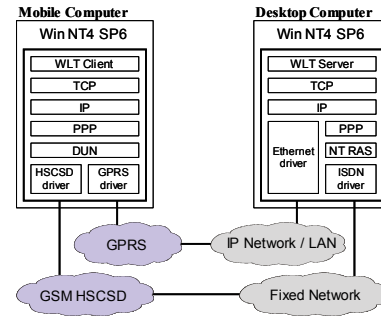 Mobile Computer
Win NT4 SP6
WLT Client
TCP
IP
PPP
DUN
HSCSD driver
GPRS driver
Desktop Computer
Win NT4 SP6
WLT Server
TCP
IP
Ethernet driver
PPP
NT RAS
ISDN driver
GPRS
IP Network / LAN
GSM HSCSD
Fixed Network